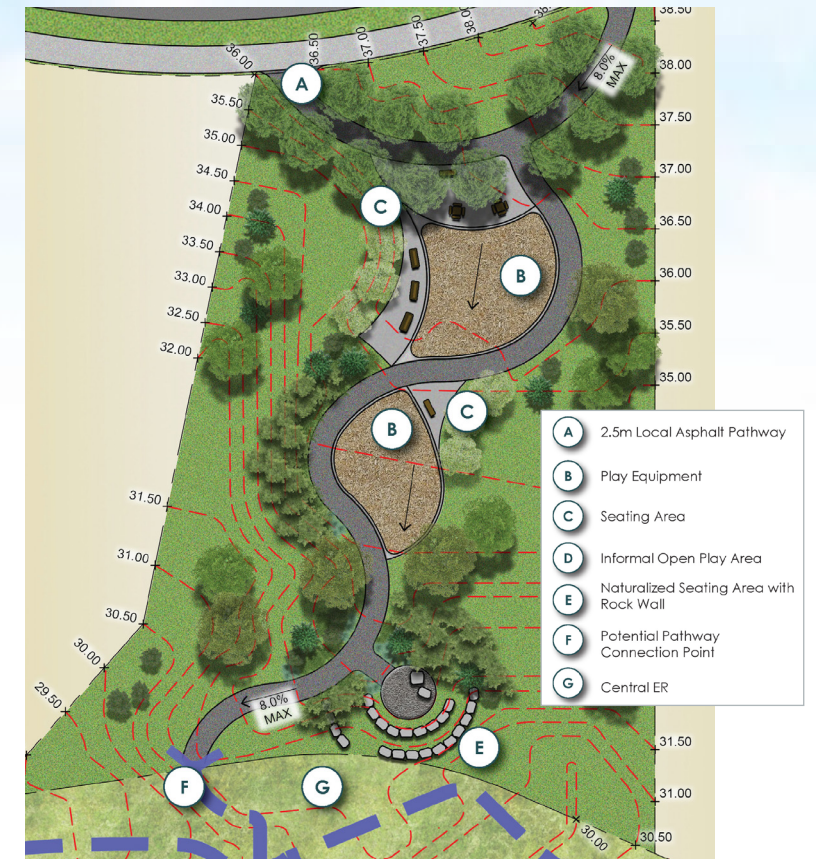 38.50
38.
38.00
37.50
37.00
36.50
36.00
8.0%
MAX
38.00
37.50
37.00
36.50
36.00
35.50
35.00
A
35.50
35.00
34.50
34.00
33.50
33.00
32.50
32.00
C
B
B
C
A
2.5m Local Asphalt Pathway
B
Play Equipment
C
Seating Area
D
Informal Open Play Area
E
Naturalized Seating Area with
Rock Wall
F
Potential Pathway
Connection Point
G
Central ER
31.50
31.00
30.50
30.00
29.50
8.0%
MAX
E
F
G
31.50
31.00
30.00
30.50